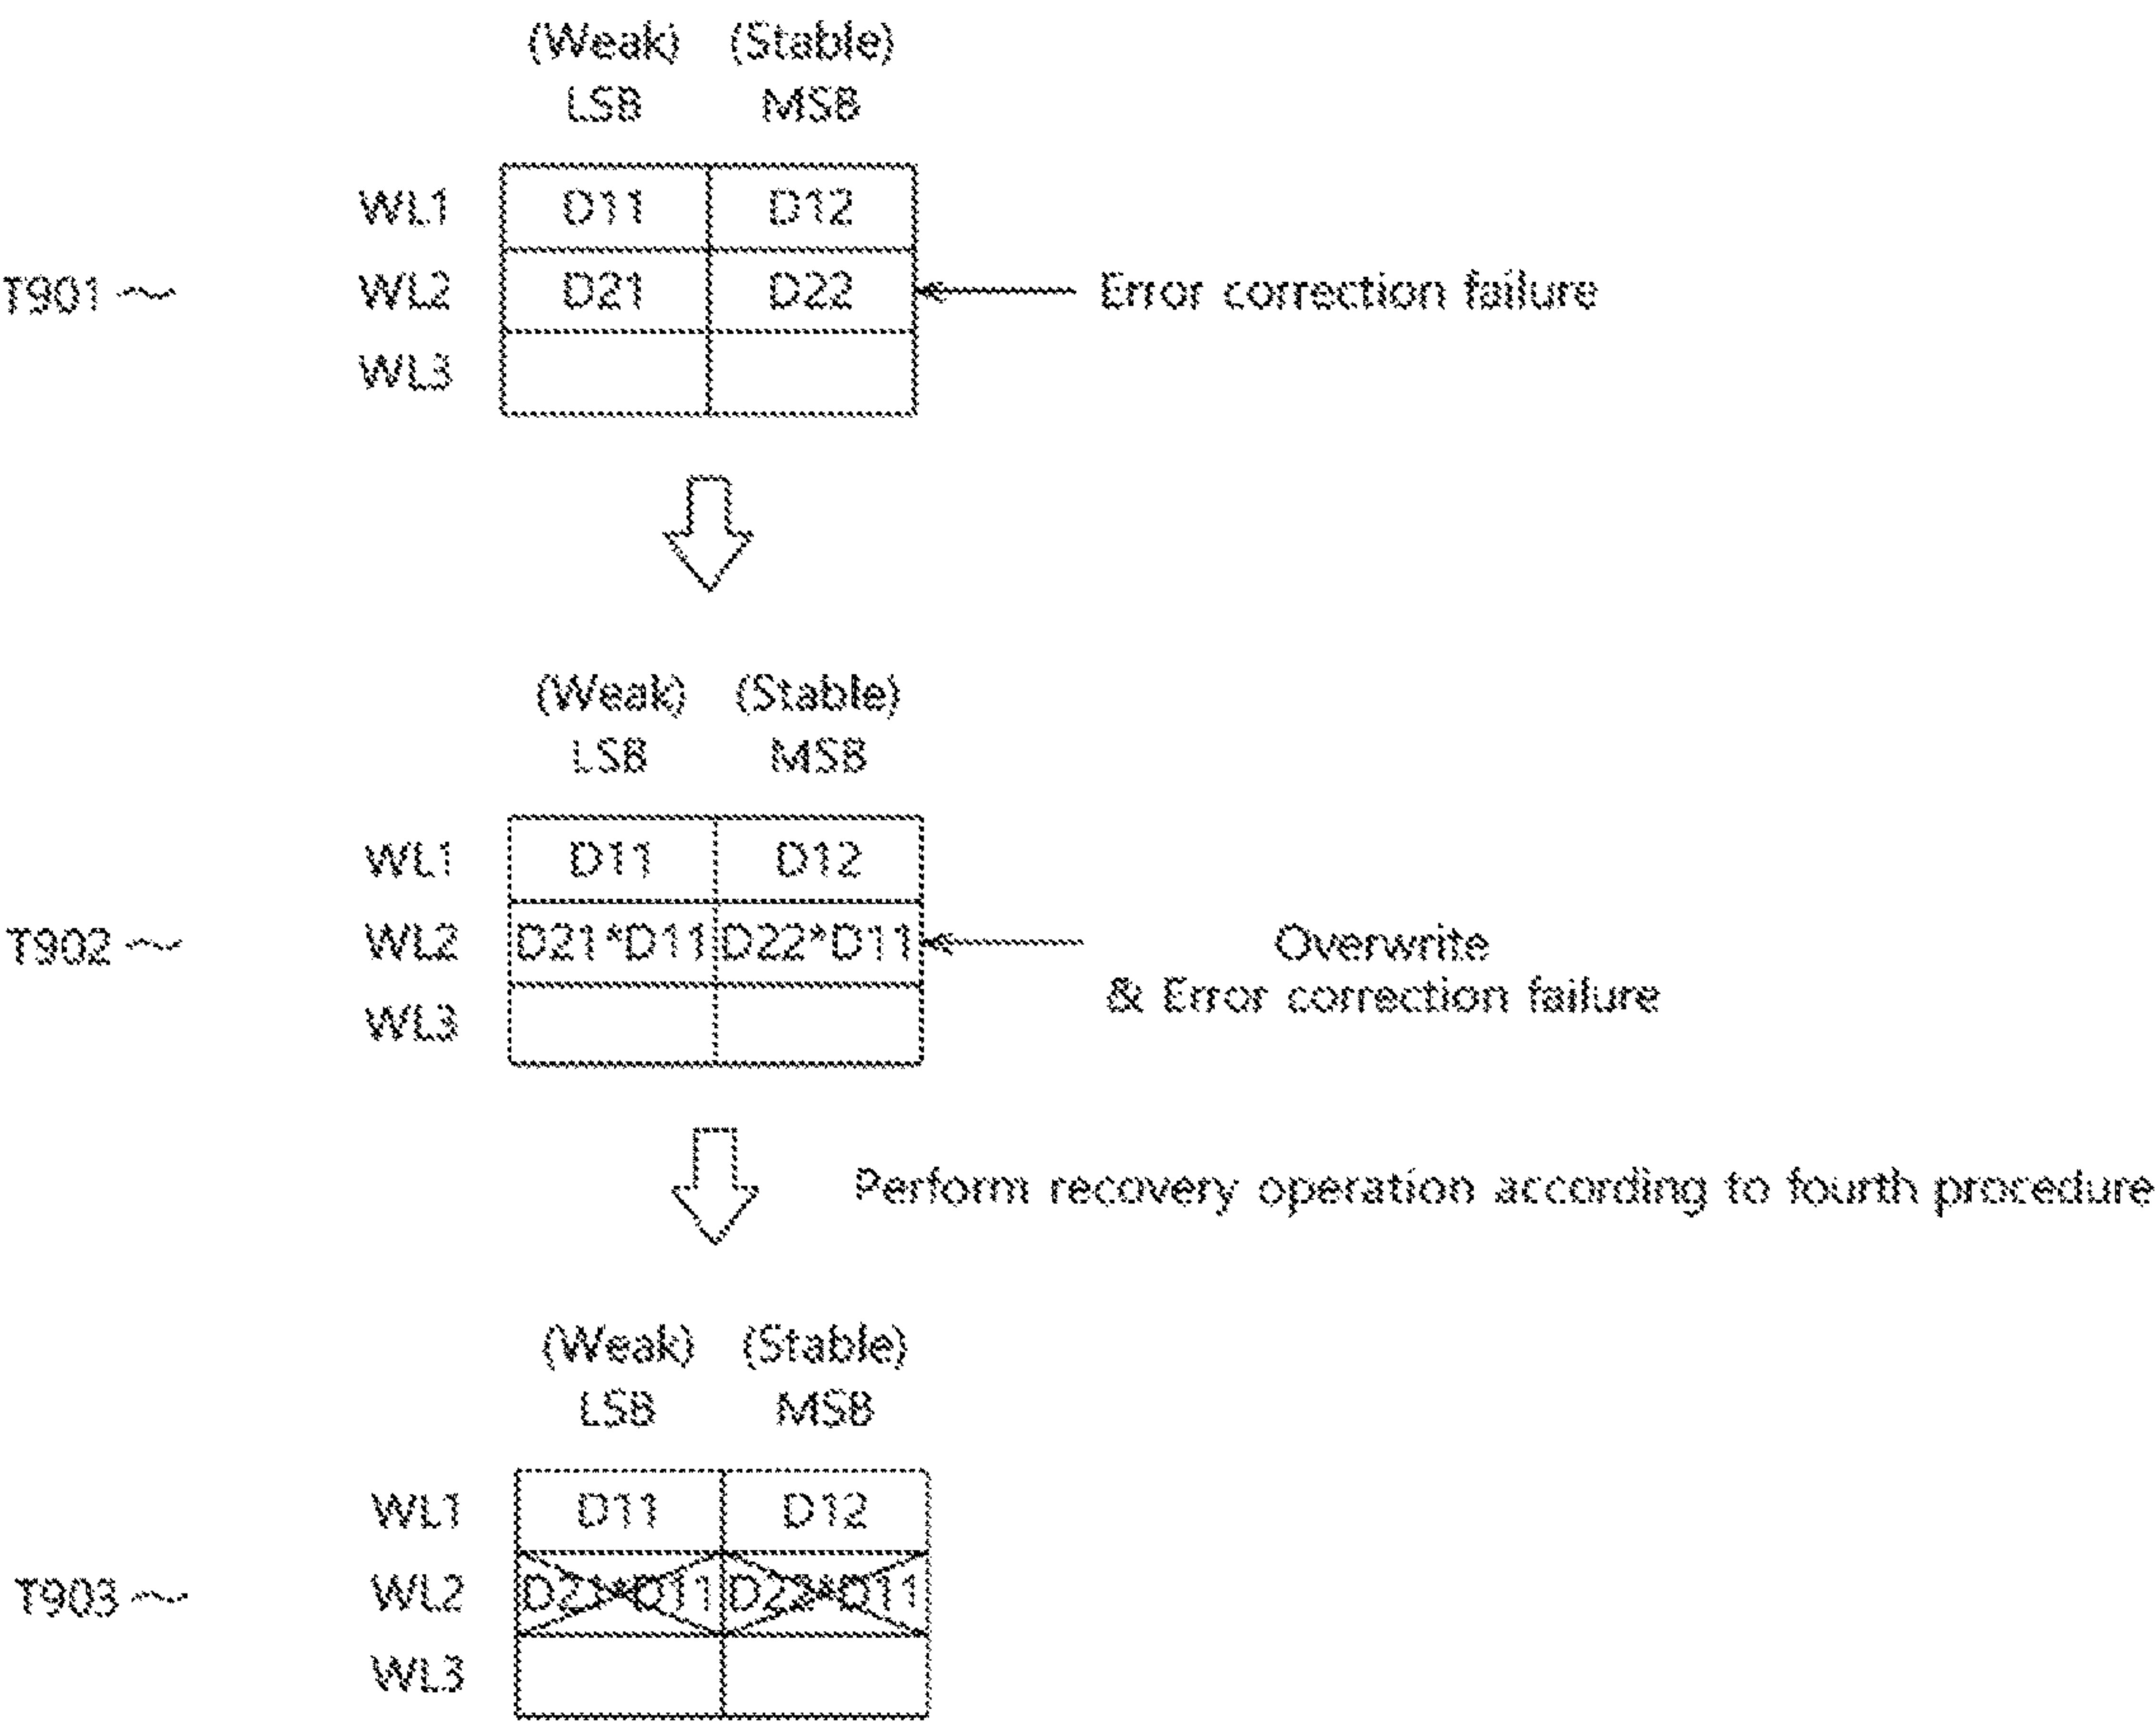 (Weak) (Stable)
LSB MSB
WL1 D11 D12
T901 WL2 D21 D22 Error correction failure
WL3
(Weak) (Stable)
LSB MSB
WL1 D11 D12
T902 WL2 D21*D11 D22*D11 Overwrite
& Error correction failure
WL3
Perform recovery operation according to fourth procedure
(Weak) (Stable)
LSB MSB
WL1 D11 D12
T903 WL2 D21*D11 D22*D11
WL3